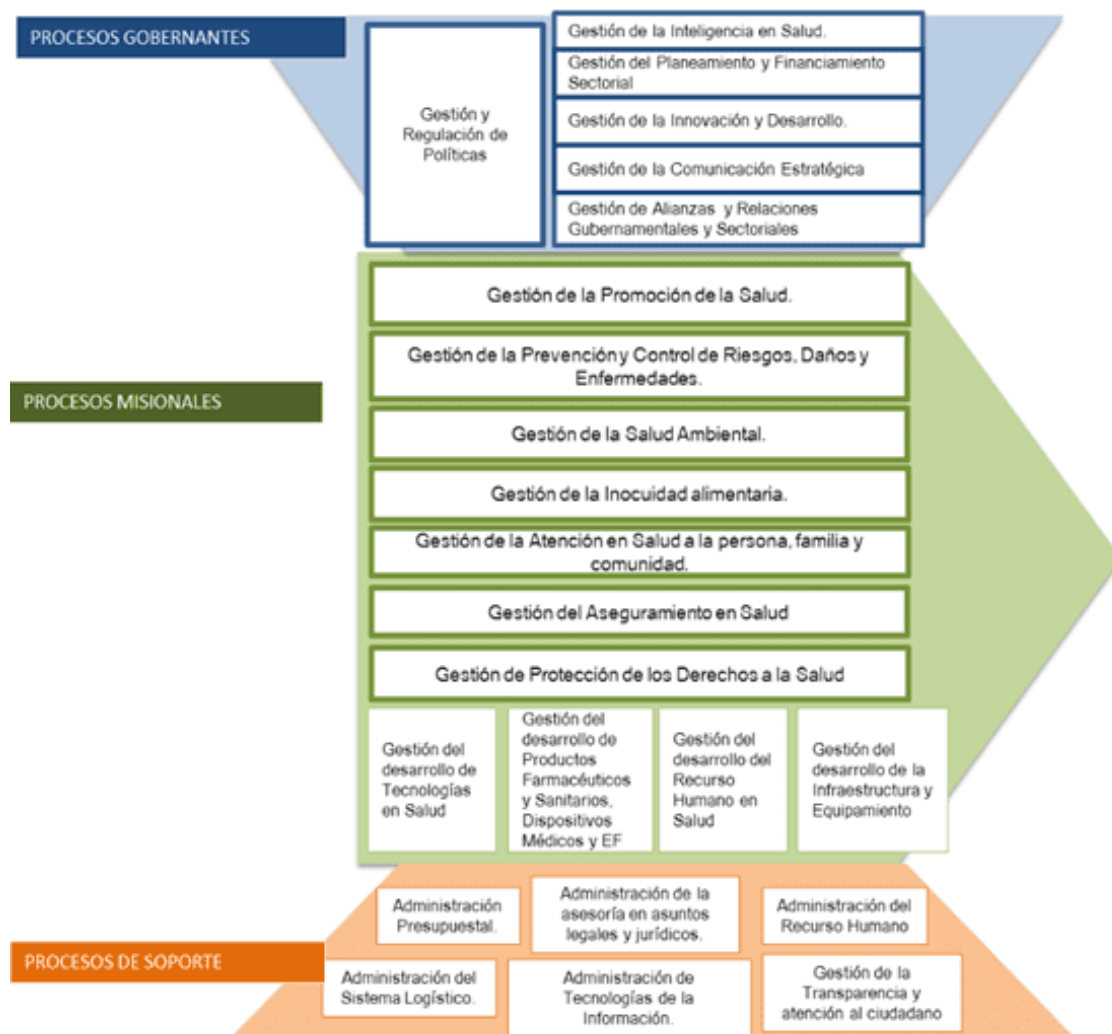 PROCESOS GOBERNANTES
Gestión y
Regulación de
Políticas
Gestión de la Inteligencia en Salud.
Gestión del Planeamiento y Financiamiento
Sectorial
Gestión de la Innovación y Desarrollo.
Gestión de la Comunicación Estratégica
Gestión de Alianzas y Relaciones
Gubernamentales y Sectoriales
PROCESOS MISIONALES
Gestión de la Promoción de la Salud.
Gestión de la Prevención y Control de Riesgos, Daños y
Enfermedades.
Gestión de la Salud Ambiental.
Gestión de la Inocuidad alimentaria.
Gestión de la Atención en Salud a la persona, familia y
comunidad.
Gestión del Aseguramiento en Salud
Gestión de Protección de los Derechos a la Salud
Gestión del
desarrollo de
Tecnologías
en Salud
Gestión del
desarrollo de
Productos
Farmacéuticos
y Sanitarios,
Dispositivos
Médicos y EF
Gestión del
desarrollo del
Recurso
Humano en
Salud
Gestión del
desarrollo de la
Infraestructura y
Equipamiento
PROCESOS DE SOPORTE
Administración
Presupuestal.
Administración de la
asesoría en asuntos
legales y jurídicos.
Administración del
Recurso Humano
Administración del
Sistema Logístico.
Administración de
Tecnologías de la
Información.
Gestión de la
Transparencia y
atención al ciudadano